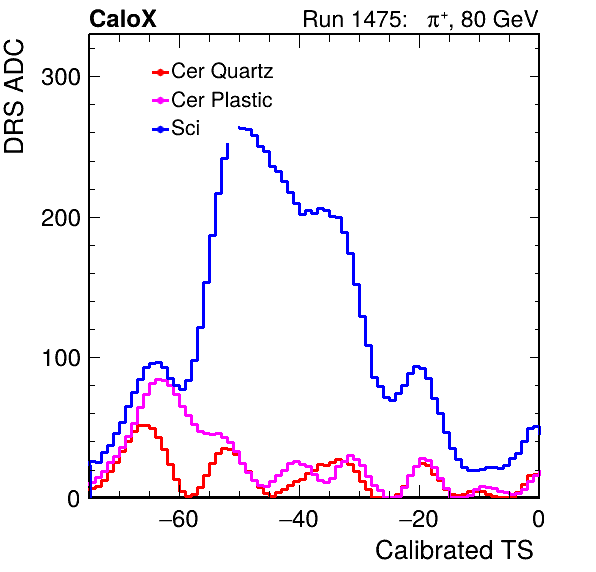 CaloX Run 1475: π⁺, 80 GeV
DRS ADC
300
200
100
0
Cer Quartz
Cer Plastic
Sci
−60 −40 −20 0
Calibrated TS